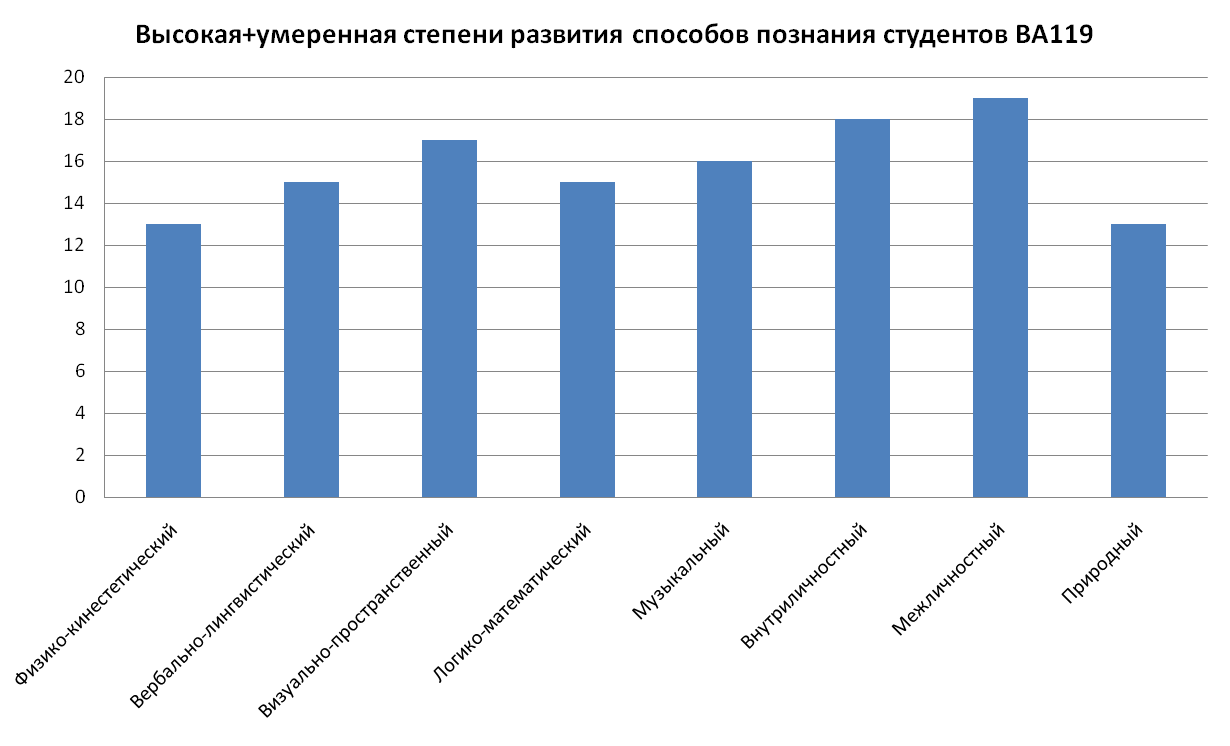 Высокая+умеренная степени развития способов познания студентов ВА119
20
18
16
14
12
10
8
6
4
2
0
Физико-кинестетический
Вербально-лингвистический
Визуально-пространственный
Логико-математический
Музыкальный
Внутриличностный
Межличностный
Природный